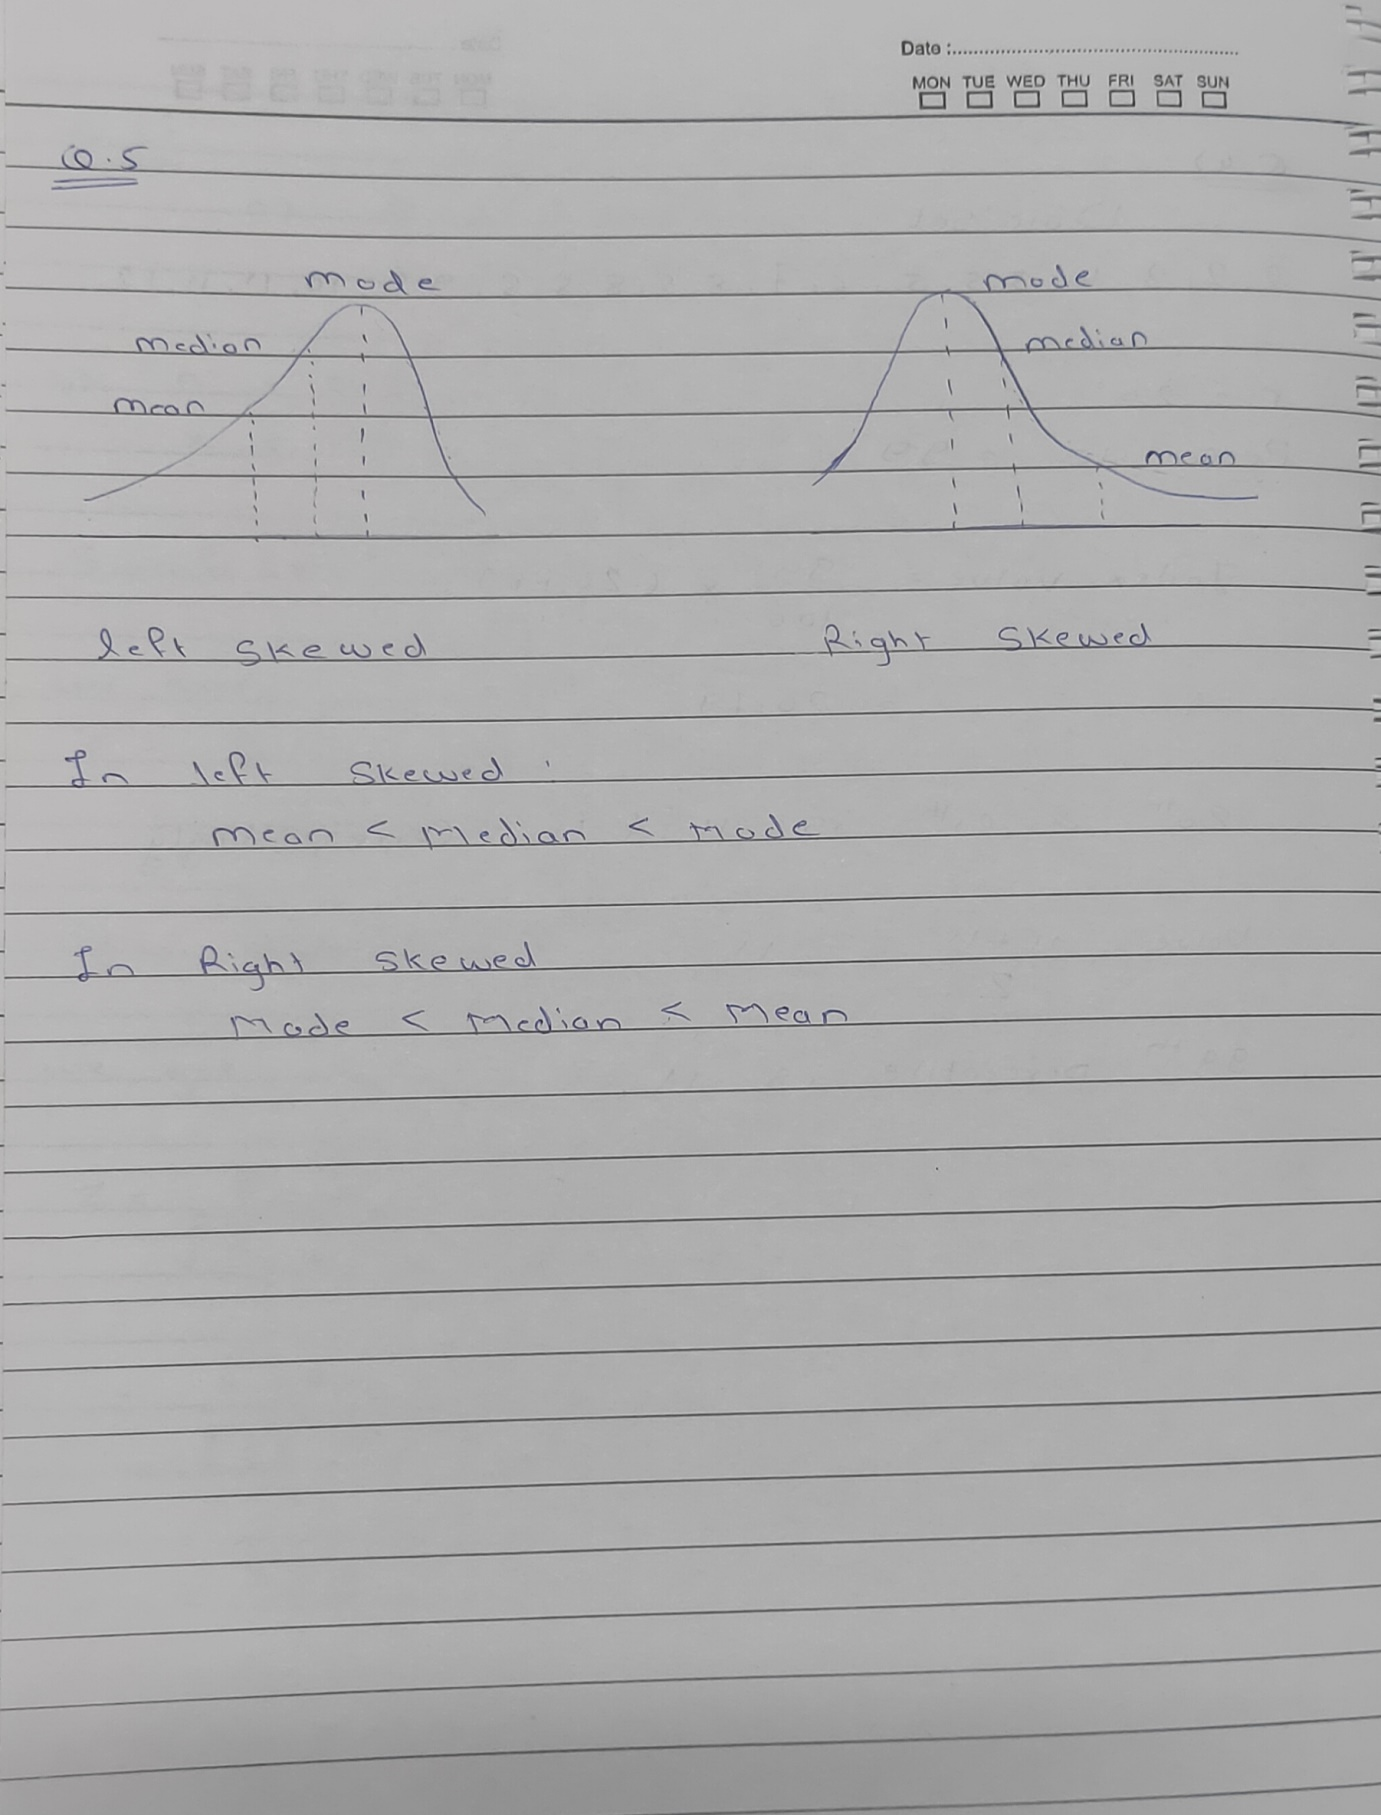 Date :
MON TUE WED THU FRI SAT SUN
Q.5
mode
median
mean
mode
median
mean
left skewed
Right skewed
In left skewed :
mean < median < mode
In Right skewed
Mode < Median < Mean